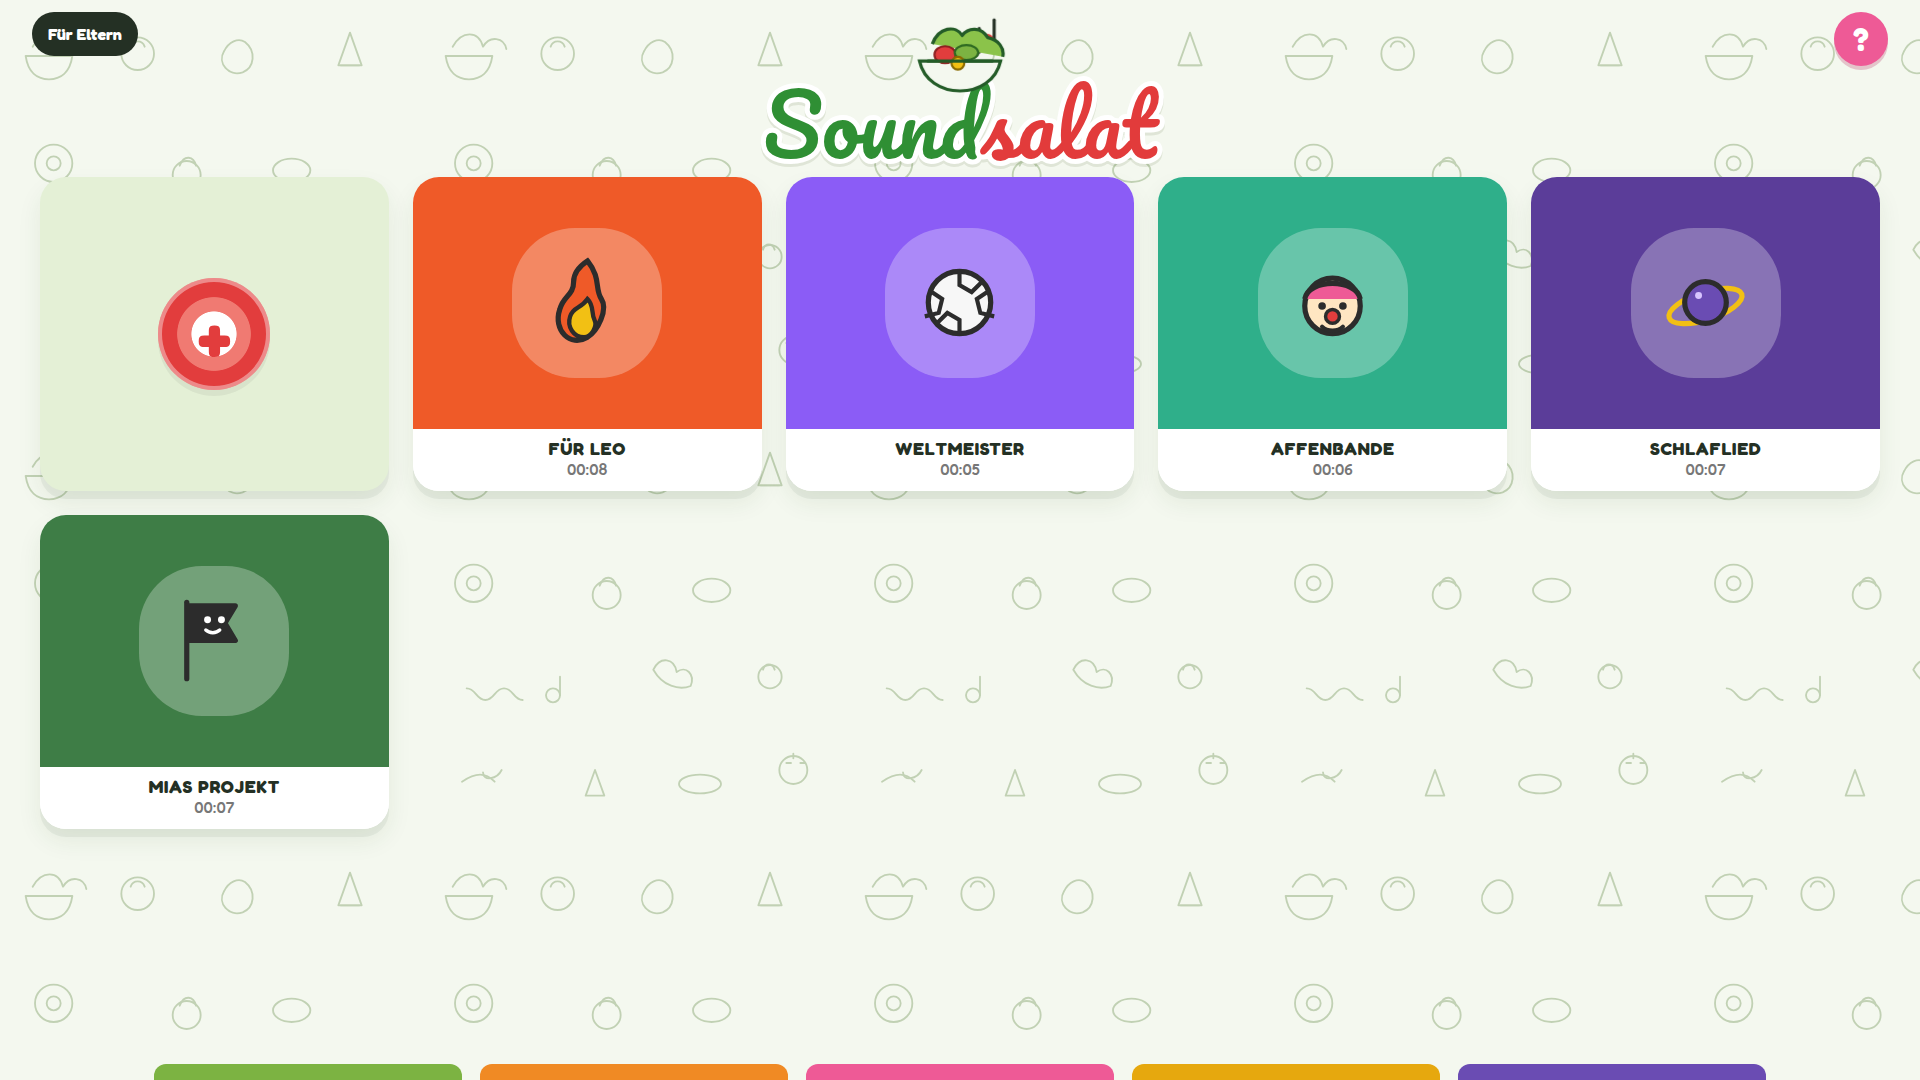 Für Eltern
?
Soundsalat
FÜR LEO
00:08
WELTMEISTER
00:05
AFFENBANDE
00:06
SCHLAFLIED
00:07
MIAS PROJEKT
00:07